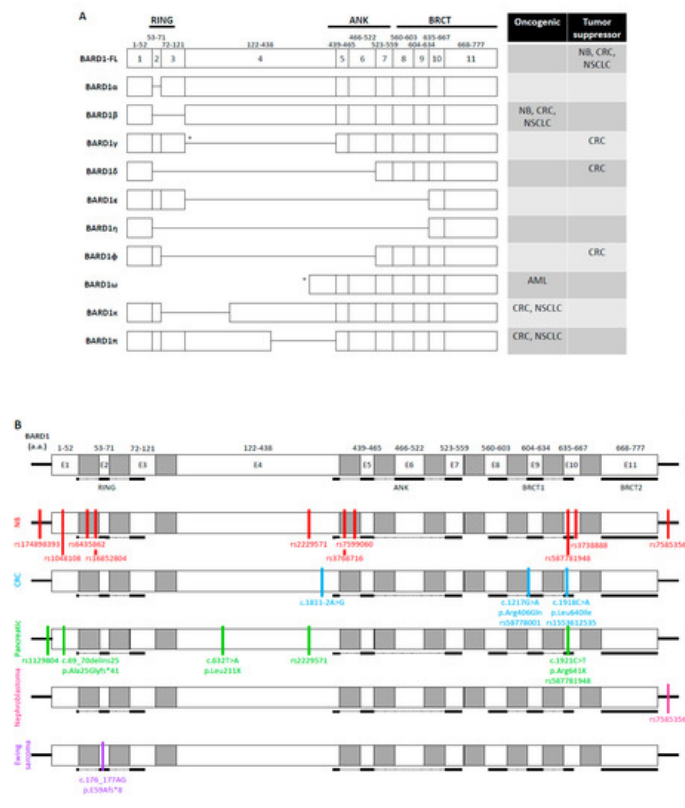 A
RING ANK BRCT
Oncogenic Tumor suppressor
53-71 466-522 560-603 635-667
1-52 72-121 122-438 439-465 523-559 604-634 668-777
BARD1-FL 1 2 3 4 5 6 7 8 9 10 11 NB, CRC, NSCLC
BARD1α
BARD1β NB, CRC, NSCLC
BARD1γ * CRC
BARD1δ CRC
BARD1ε
BARD1η
BARD1ϕ CRC
BARD1ω * AML
BARD1κ CRC, NSCLC
BARD1π CRC, NSCLC
B
BARD1 (a.a.) 1-52 53-71 72-121 122-438 439-465 466-522 523-559 560-603 604-634 635-667 668-777
E1 E2 E3 E4 E5 E6 E7 E8 E9 E10 E11
RING ANK BRCT1 BRCT2
NB
rs174898393 rs6435862 rs2229571 rs7599060 rs3738888 rs7585356
rs1048108 rs16852804 rs3768716 rs587781948
CRC
c.1811-2A>G c.1217G>A c.1918C>A
p.Arg406Gln p.Leu640Ile
rs58778001 rs1553612535
Pancreatic
rs1129804 c.69_70delins25 c.632T>A rs2229571 c.1921C>T
p.Ala25Glyfs*41 p.Leu211X p.Arg641X
rs587781948
Nephroblastoma
rs7585356
Ewing sarcoma
c.176_177AG
p.E59Afs*8